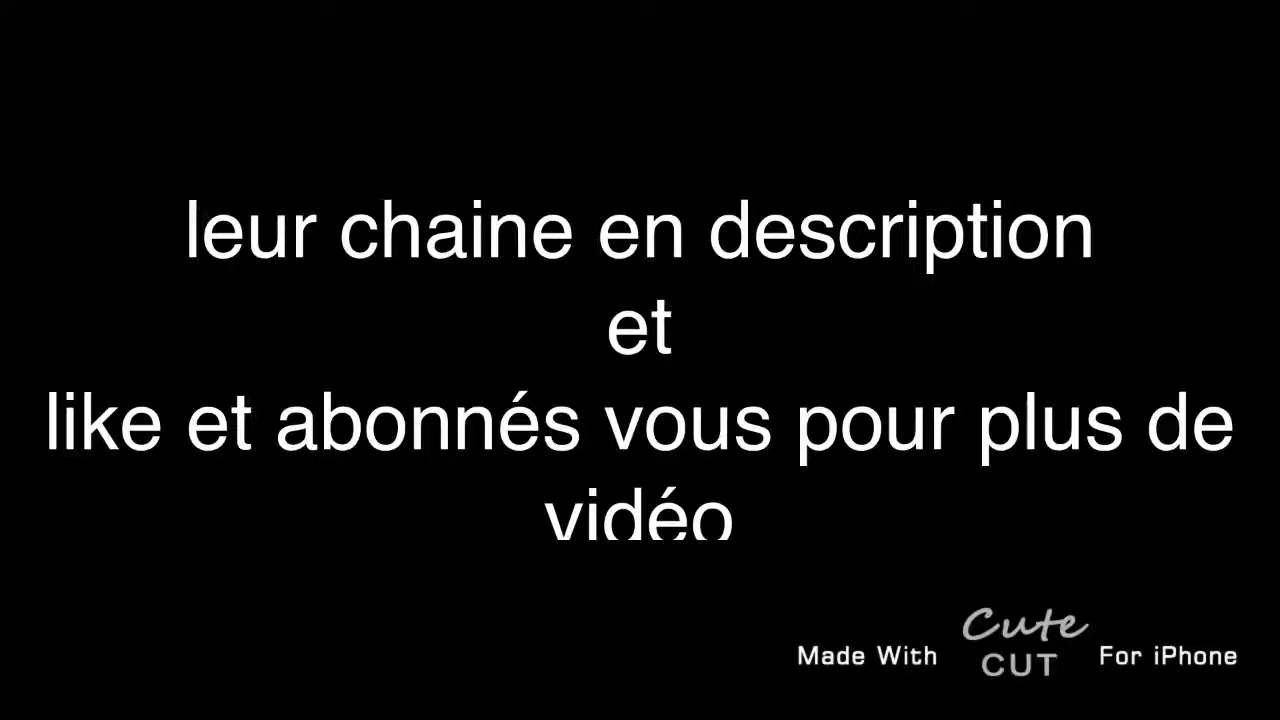 leur chaine en description
et
like et abonnés vous pour plus de
vidéo
Made With Cute CUT For iPhone